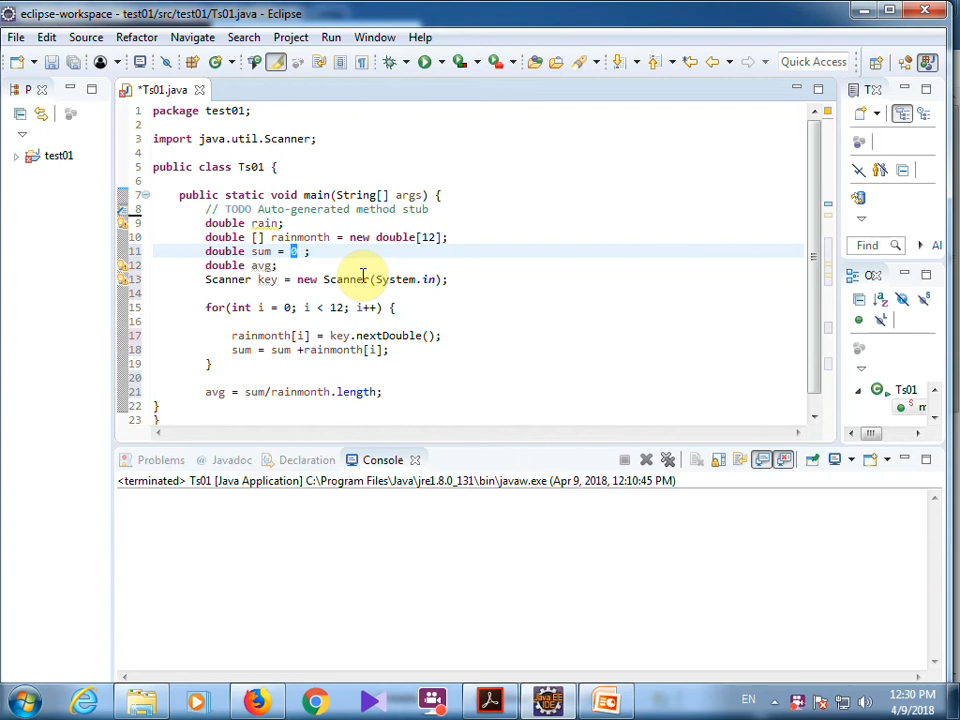 eclipse-workspace - test01/src/test01/Ts01.java - Eclipse
File Edit Source Refactor Navigate Search Project Run Window Help
Quick Access
P
*Ts01.java
test01
1 package test01;
2
3 import java.util.Scanner;
4
5 public class Ts01 {
6
7 public static void main(String[] args) {
8 // TODO Auto-generated method stub
9 double rain;
10 double [] rainmonth = new double[12];
11 double sum = 0 ;
12 double avg;
13 Scanner key = new Scanner(System.in);
14
15 for(int i = 0; i < 12; i++) {
16
17 rainmonth[i] = key.nextDouble();
18 sum = sum +rainmonth[i];
19 }
20
21 avg = sum/rainmonth.length;
22 }
23 }
Find Al
Ts01
Problems Javadoc Declaration Console
<terminated> Ts01 [Java Application] C:\Program Files\Java\jre1.8.0_131\bin\javaw.exe (Apr 9, 2018, 12:10:45 PM)
EN
12:30 PM
4/9/2018